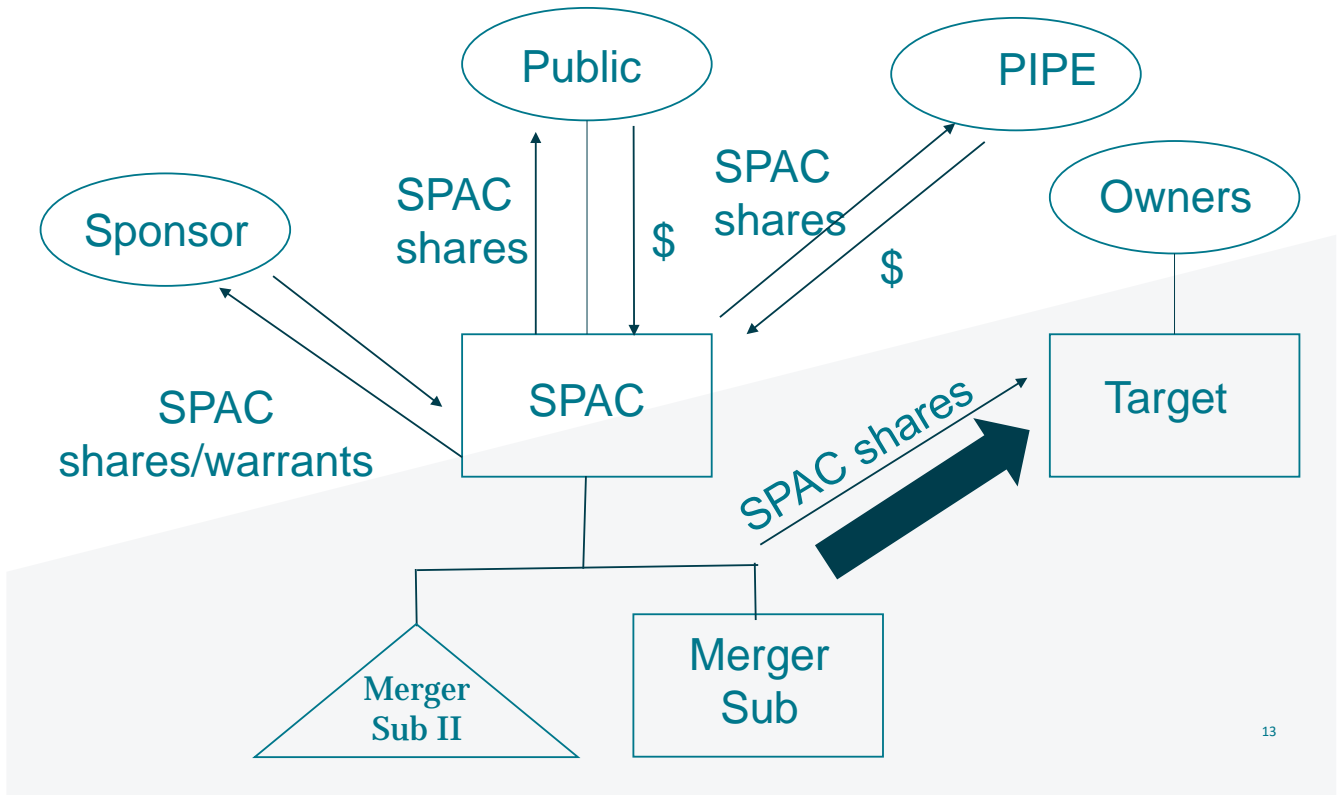 Public
PIPE
SPAC
shares
SPAC
shares
Owners
Sponsor
$
$
SPAC
shares/warrants
SPAC
SPAC shares
Target
Merger
Sub II
Merger
Sub
13